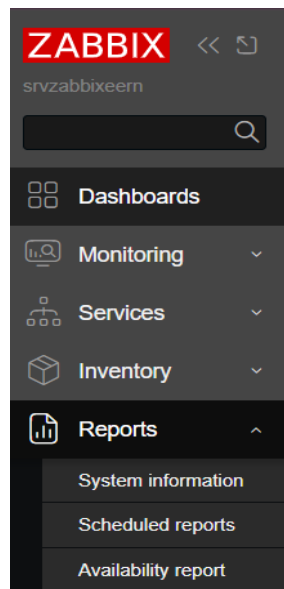 ZABBIX
srvzabbixeern
Dashboards
Monitoring
Services
Inventory
Reports
System information
Scheduled reports
Availability report